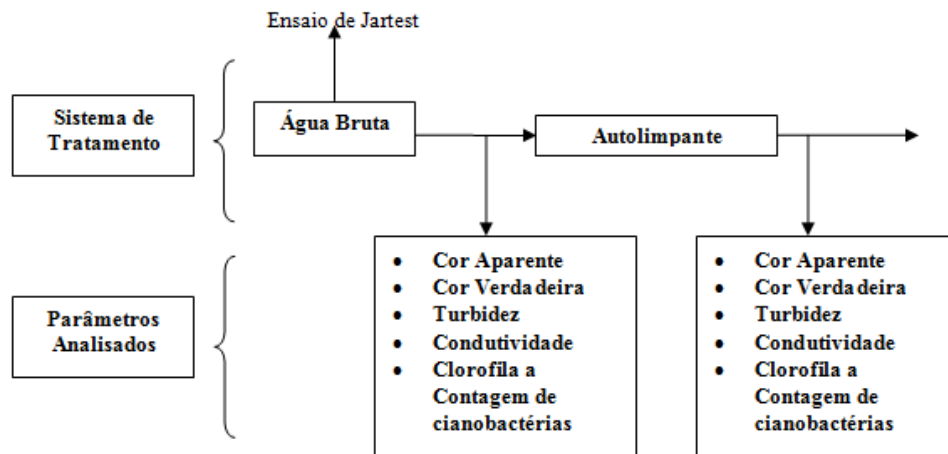 Ensaio de Jartest
Sistema de
Tratamento
Água Bruta
Autolimpante
Parâmetros
Analisados
• Cor Aparente
• Cor Verdadeira
• Turbidez
• Condutividade
• Clorofila a
Contagem de
cianobactérias
• Cor Aparente
• Cor Verdadeira
• Turbidez
• Condutividade
• Clorofila a
Contagem de
cianobactérias